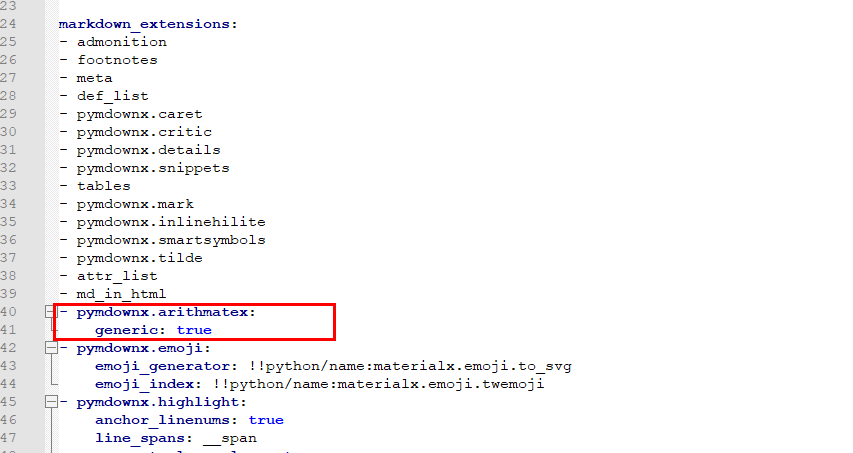 23
24 markdown_extensions:
25 - admonition
26 - footnotes
27 - meta
28 - def_list
29 - pymdownx.caret
30 - pymdownx.critic
31 - pymdownx.details
32 - pymdownx.snippets
33 - tables
34 - pymdownx.mark
35 - pymdownx.inlinehilite
36 - pymdownx.smartsymbols
37 - pymdownx.tilde
38 - attr_list
39 - md_in_html
40 - pymdownx.arithmatex:
41 generic: true
42 - pymdownx.emoji:
43 emoji_generator: !!python/name:materialx.emoji.to_svg
44 emoji_index: !!python/name:materialx.emoji.twemoji
45 - pymdownx.highlight:
46 anchor_linenums: true
47 line_spans: __span